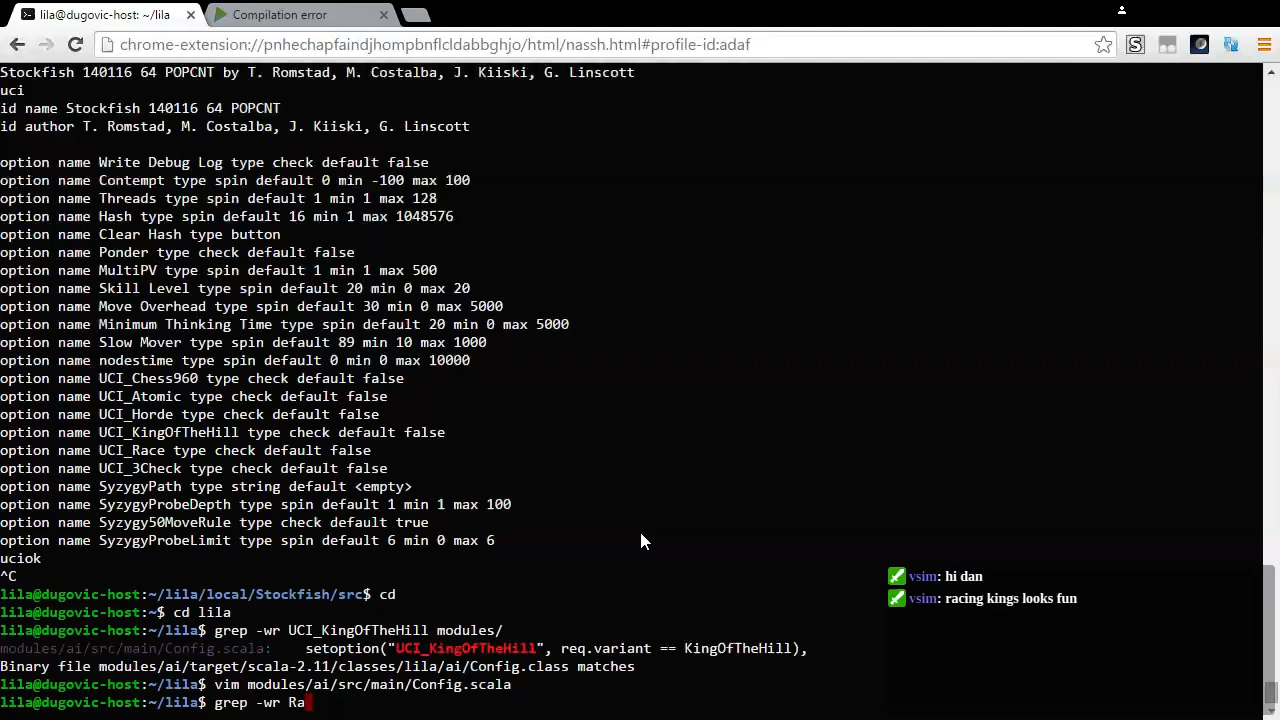 lila@dugovic-host: ~/lila
Compilation error
chrome-extension://pnhechapfaindjhompbnflcldabbghjo/html/nassh.html#profile-id:adaf
Stockfish 140116 64 POPCNT by T. Romstad, M. Costalba, J. Kiiski, G. Linscott
uci
id name Stockfish 140116 64 POPCNT
id author T. Romstad, M. Costalba, J. Kiiski, G. Linscott
option name Write Debug Log type check default false
option name Contempt type spin default 0 min -100 max 100
option name Threads type spin default 1 min 1 max 128
option name Hash type spin default 16 min 1 max 1048576
option name Clear Hash type button
option name Ponder type check default false
option name MultiPV type spin default 1 min 1 max 500
option name Skill Level type spin default 20 min 0 max 20
option name Move Overhead type spin default 30 min 0 max 5000
option name Minimum Thinking Time type spin default 20 min 0 max 5000
option name Slow Mover type spin default 89 min 10 max 1000
option name nodestime type spin default 0 min 0 max 10000
option name UCI_Chess960 type check default false
option name UCI_Atomic type check default false
option name UCI_Horde type check default false
option name UCI_KingOfTheHill type check default false
option name UCI_Race type check default false
option name UCI_3Check type check default false
option name SyzygyPath type string default <empty>
option name SyzygyProbeDepth type spin default 1 min 1 max 100
option name Syzygy50MoveRule type check default true
option name SyzygyProbeLimit type spin default 6 min 0 max 6
uciok
^C
lila@dugovic-host:~/lila/local/Stockfish/src$ cd
lila@dugovic-host:~$ cd lila
lila@dugovic-host:~/lila$ grep -wr UCI_KingOfTheHill modules/
modules/ai/src/main/Config.scala:    setoption("UCI_KingOfTheHill", req.variant == KingOfTheHill),
Binary file modules/ai/target/scala-2.11/classes/lila/ai/Config.class matches
lila@dugovic-host:~/lila$ vim modules/ai/src/main/Config.scala
lila@dugovic-host:~/lila$ grep -wr Ra
vsim: hi dan
vsim: racing kings looks fun